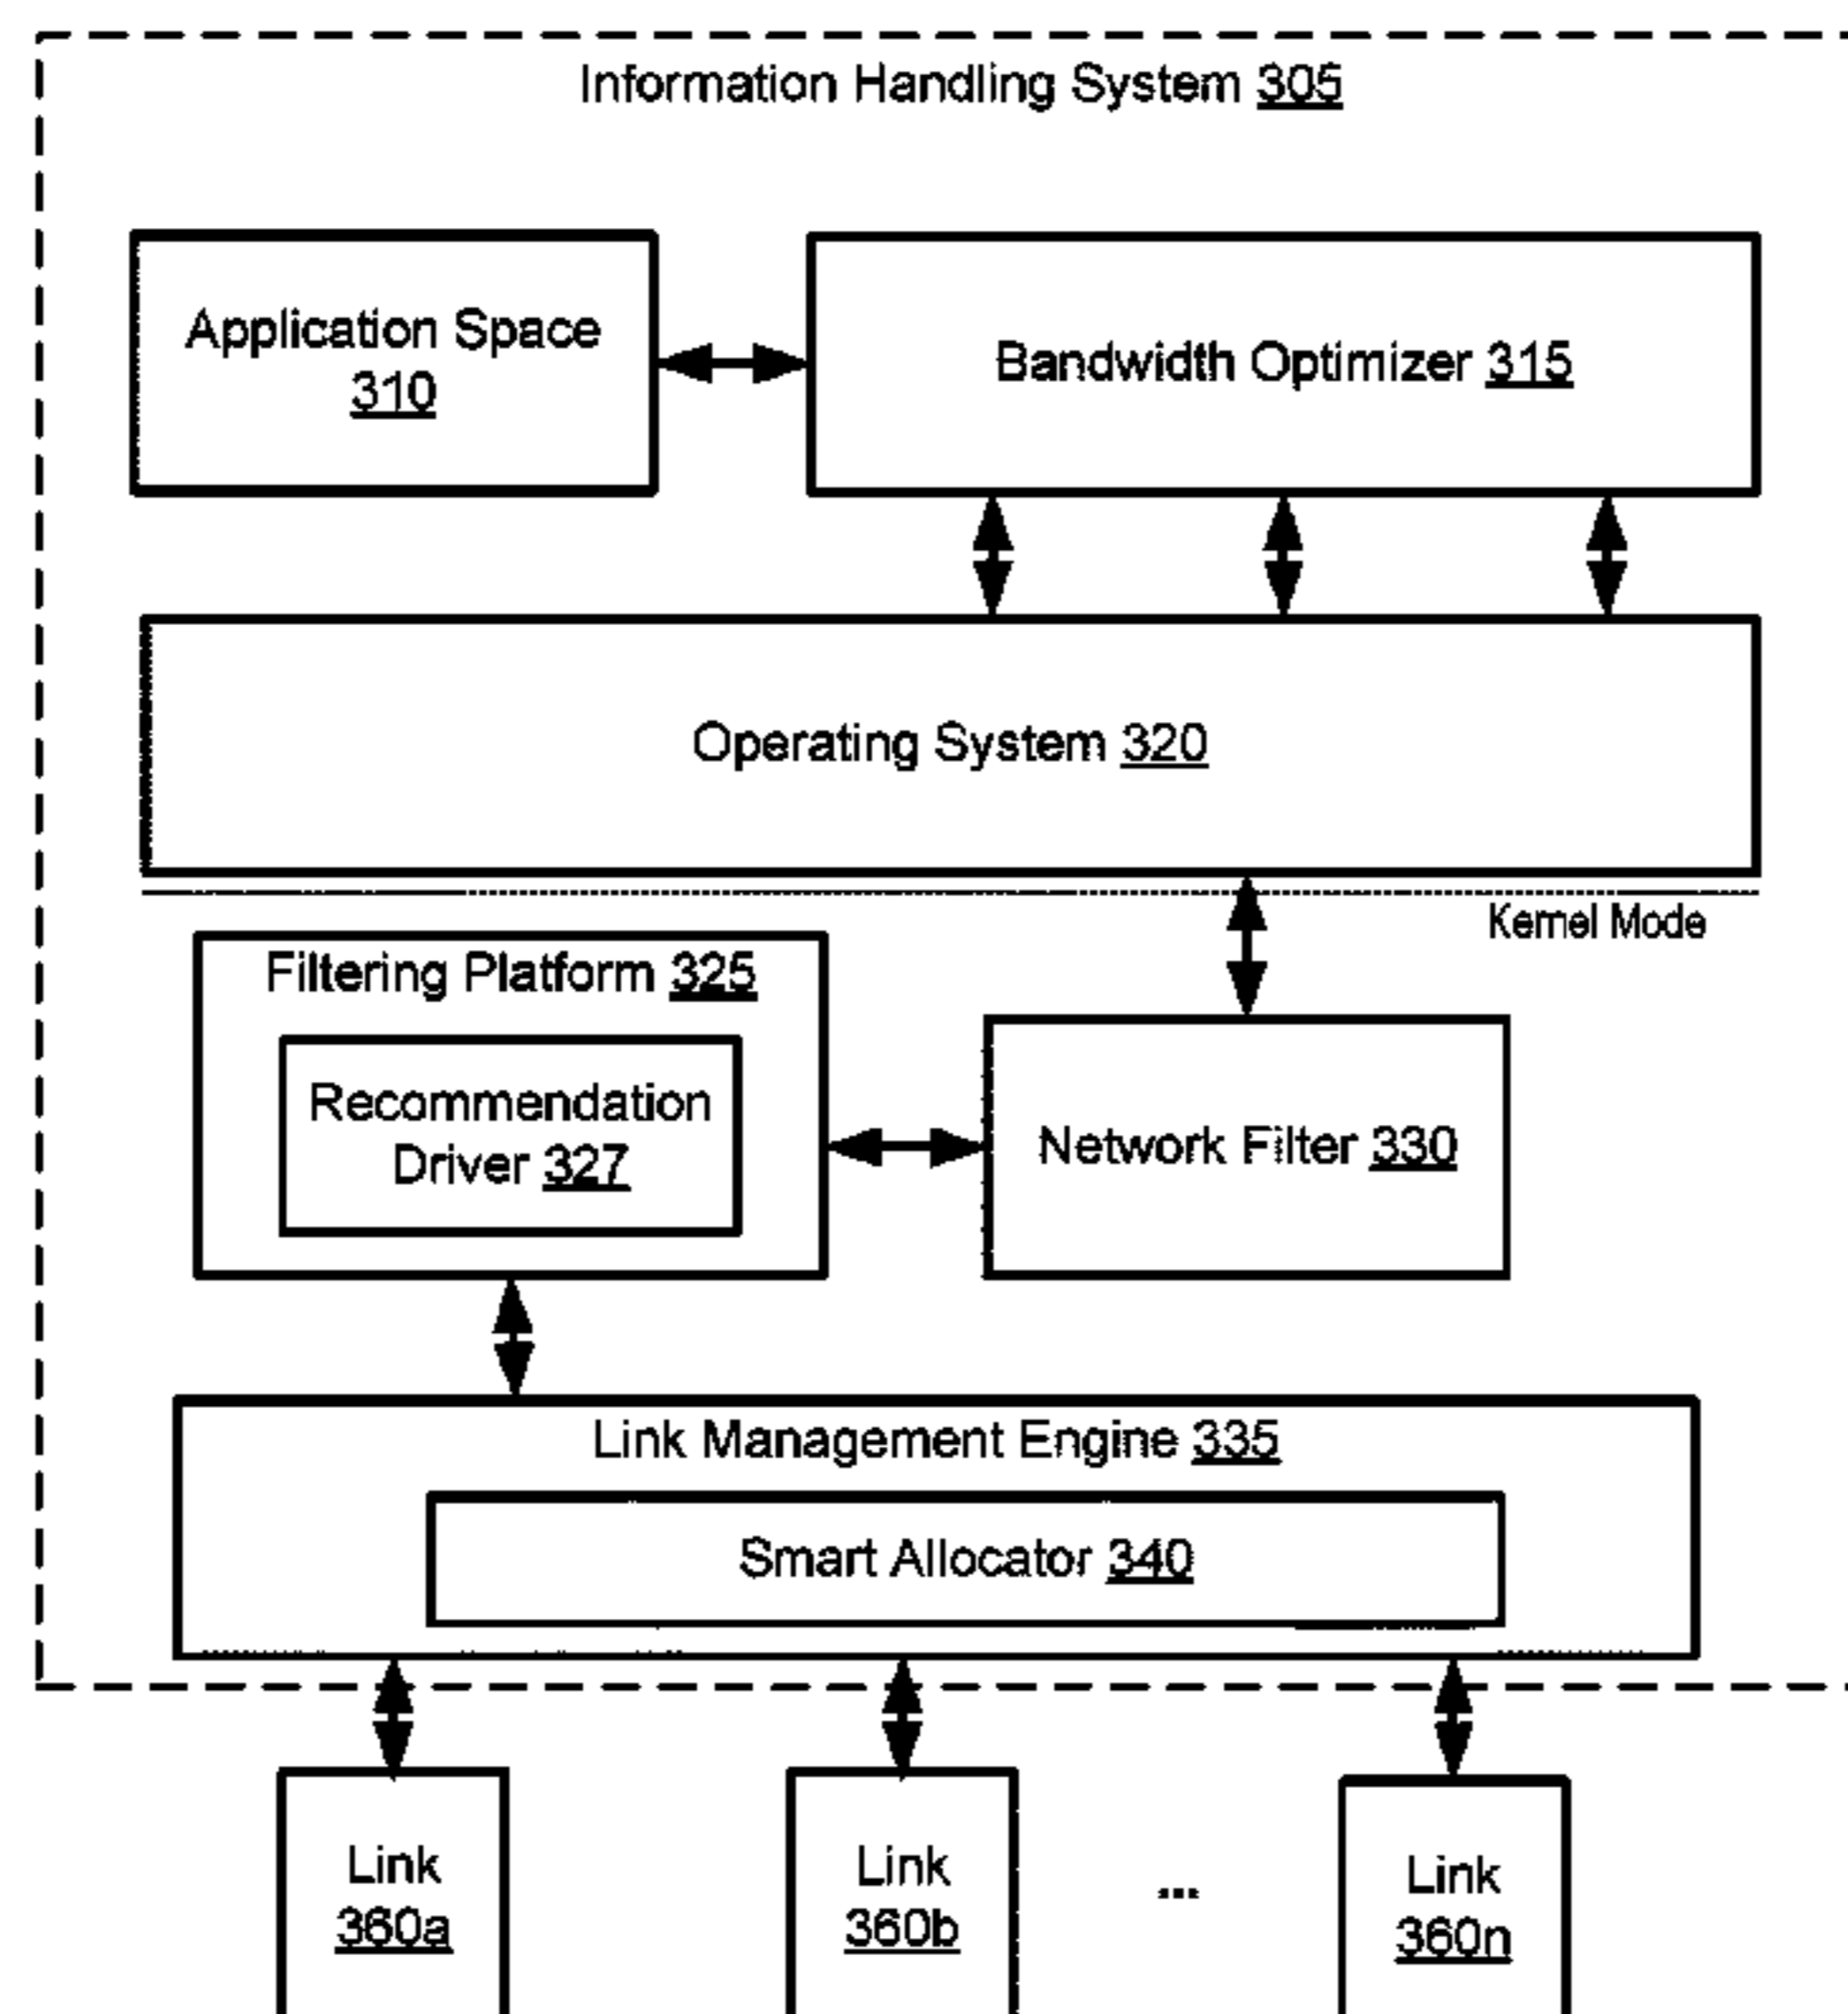 Information Handling System 305
Application Space
310
Bandwidth Optimizer 315
Operating System 320
Kernel Mode
Filtering Platform 325
Recommendation
Driver 327
Network Filter 330
Link Management Engine 335
Smart Allocator 340
Link
360a
Link
360b
...
Link
360n